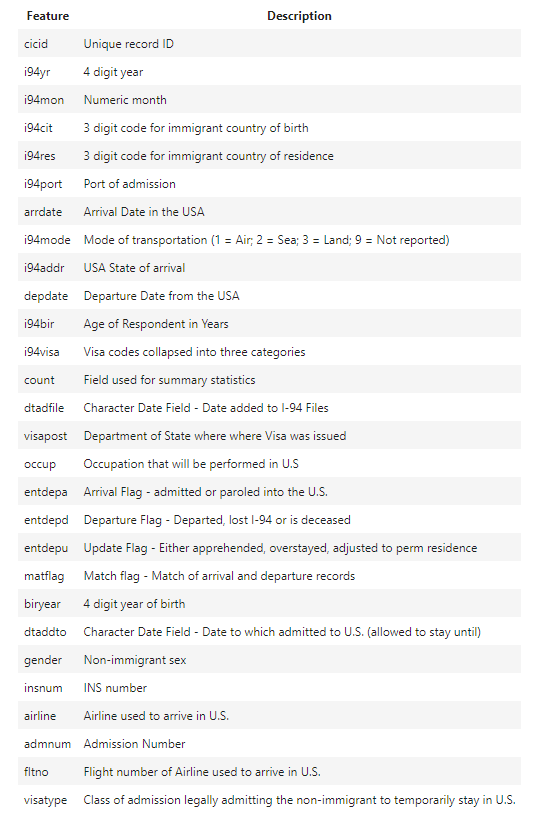 Feature Description
cicid Unique record ID
i94yr 4 digit year
i94mon Numeric month
i94cit 3 digit code for immigrant country of birth
i94res 3 digit code for immigrant country of residence
i94port Port of admission
arrdate Arrival Date in the USA
i94mode Mode of transportation (1 = Air; 2 = Sea; 3 = Land; 9 = Not reported)
i94addr USA State of arrival
depdate Departure Date from the USA
i94bir Age of Respondent in Years
i94visa Visa codes collapsed into three categories
count Field used for summary statistics
dtadfile Character Date Field - Date added to I-94 Files
visapost Department of State where where Visa was issued
occup Occupation that will be performed in U.S
entdepa Arrival Flag - admitted or paroled into the U.S.
entdepd Departure Flag - Departed, lost I-94 or is deceased
entdepu Update Flag - Either apprehended, overstayed, adjusted to perm residence
matflag Match flag - Match of arrival and departure records
biryear 4 digit year of birth
dtaddto Character Date Field - Date to which admitted to U.S. (allowed to stay until)
gender Non-immigrant sex
insnum INS number
airline Airline used to arrive in U.S.
admnum Admission Number
fltno Flight number of Airline used to arrive in U.S.
visatype Class of admission legally admitting the non-immigrant to temporarily stay in U.S.